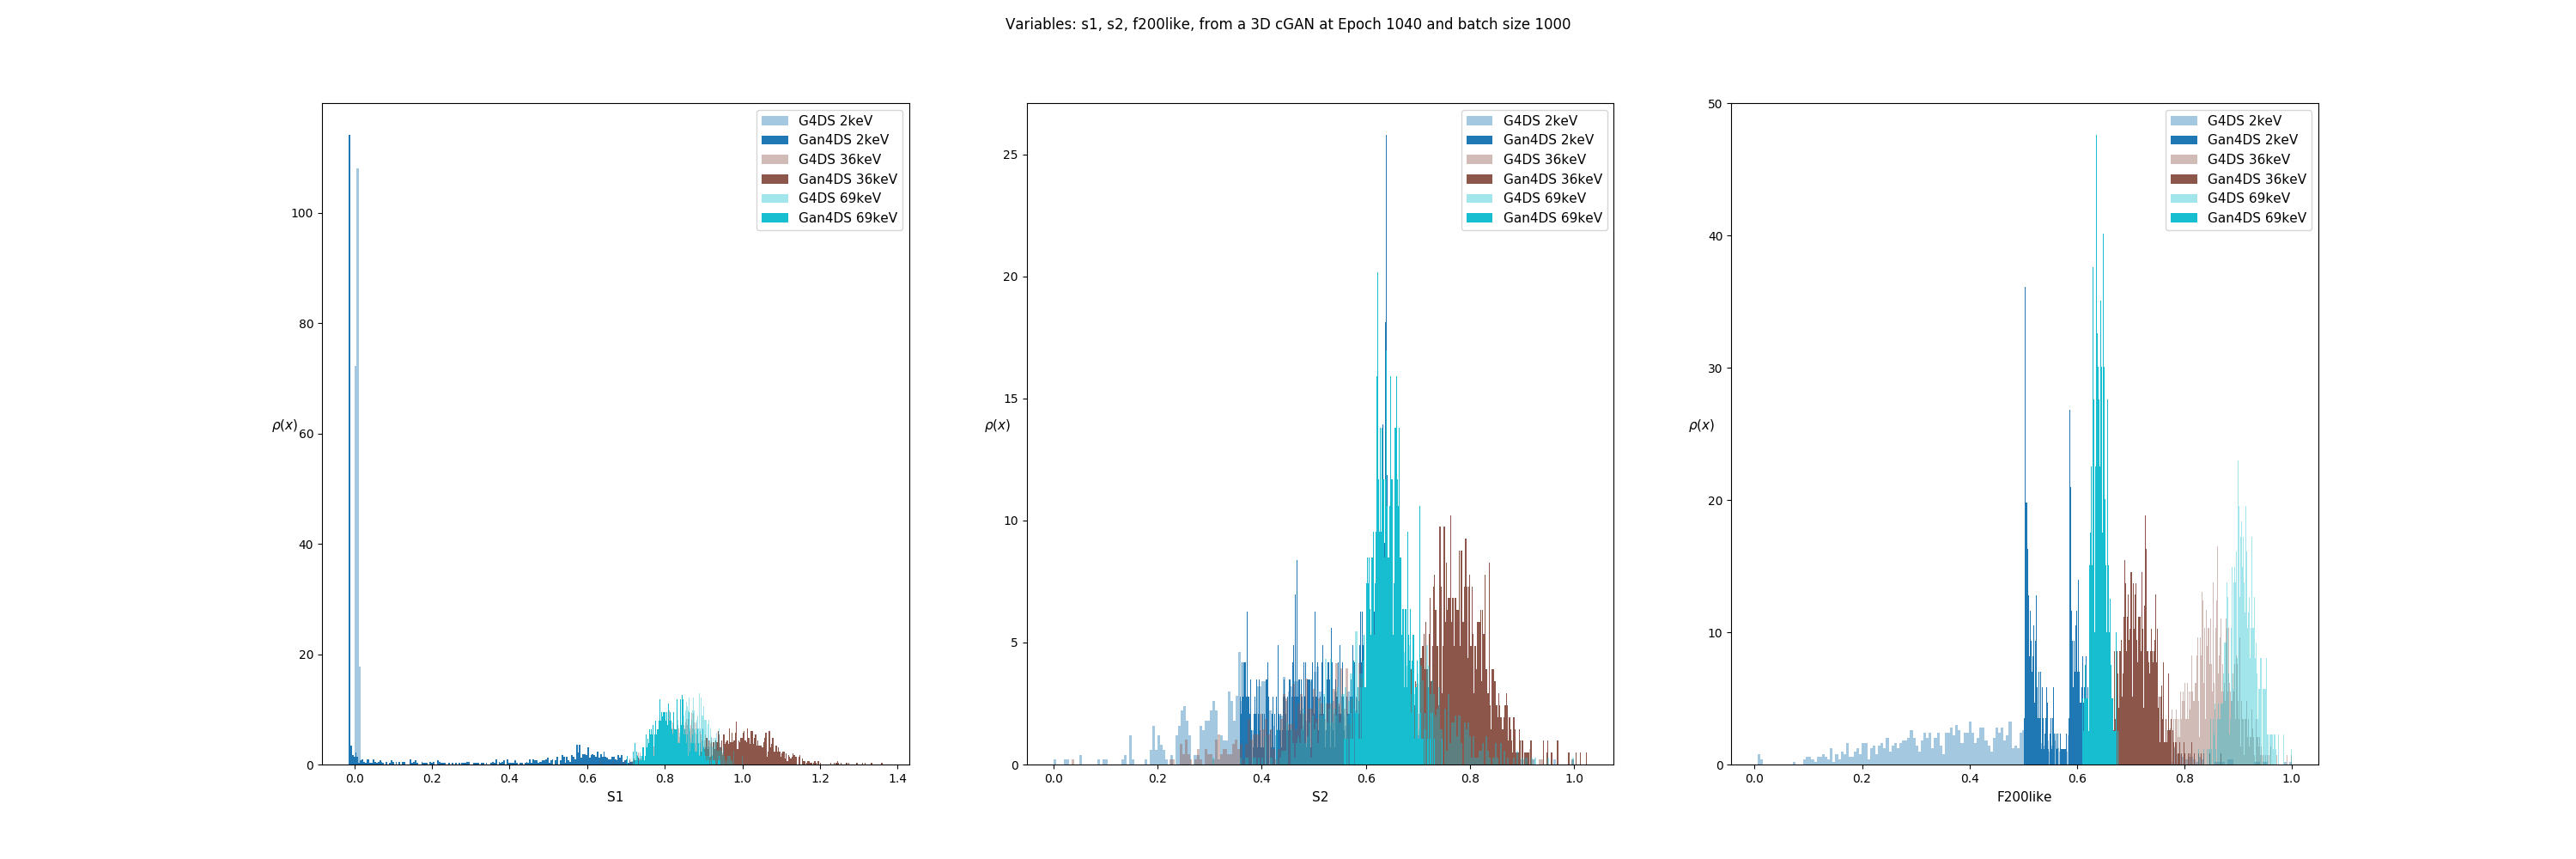 Variables: s1, s2, f200like, from a 3D cGAN at Epoch 1040 and batch size 1000
G4DS 2keV
Gan4DS 2keV
G4DS 36keV
Gan4DS 36keV
G4DS 69keV
Gan4DS 69keV
100
80
60
40
20
0
ρ(x)
0.0 0.2 0.4 0.6 0.8 1.0 1.2 1.4
S1
G4DS 2keV
Gan4DS 2keV
G4DS 36keV
Gan4DS 36keV
G4DS 69keV
Gan4DS 69keV
25
20
15
10
5
0
ρ(x)
0.0 0.2 0.4 0.6 0.8 1.0
S2
G4DS 2keV
Gan4DS 2keV
G4DS 36keV
Gan4DS 36keV
G4DS 69keV
Gan4DS 69keV
50
40
30
20
10
0
ρ(x)
0.0 0.2 0.4 0.6 0.8 1.0
F200like